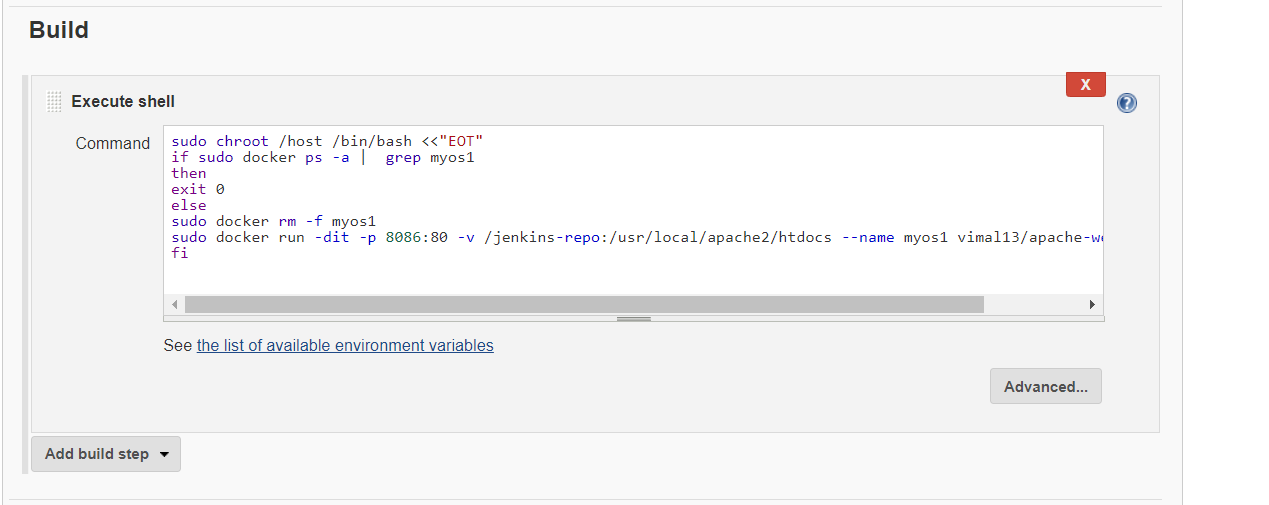 Build
Execute shell
X
Command
sudo chroot /host /bin/bash <<"EOT"
if sudo docker ps -a |  grep myos1
then
exit 0
else
sudo docker rm -f myos1
sudo docker run -dit -p 8086:80 -v /jenkins-repo:/usr/local/apache2/htdocs --name myos1 vimal13/apache-we
fi
See the list of available environment variables
Advanced...
Add build step